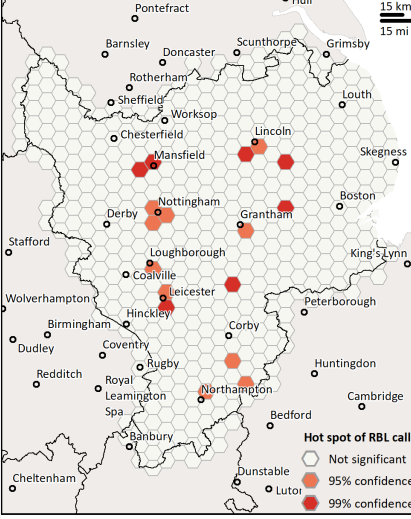 Pontefract
Hull
15 km
15 mi
Barnsley
Scunthorpe
Grimsby
Doncaster
Rotherham
Sheffield
Louth
Worksop
Chesterfield
Lincoln
Mansfield
Skegness
Nottingham
Boston
Derby
Grantham
Stafford
Loughborough
King's Lynn
Coalville
Leicester
Wolverhampton
Peterborough
Hinckley
Birmingham
Corby
Dudley
Coventry
Rugby
Huntingdon
Redditch
Royal
Leamington
Spa
Northampton
Cambridge
Bedford
Banbury
Hot spot of RBL call
Not significant
Dunstable
95% confidence
Cheltenham
Luton
99% confidence